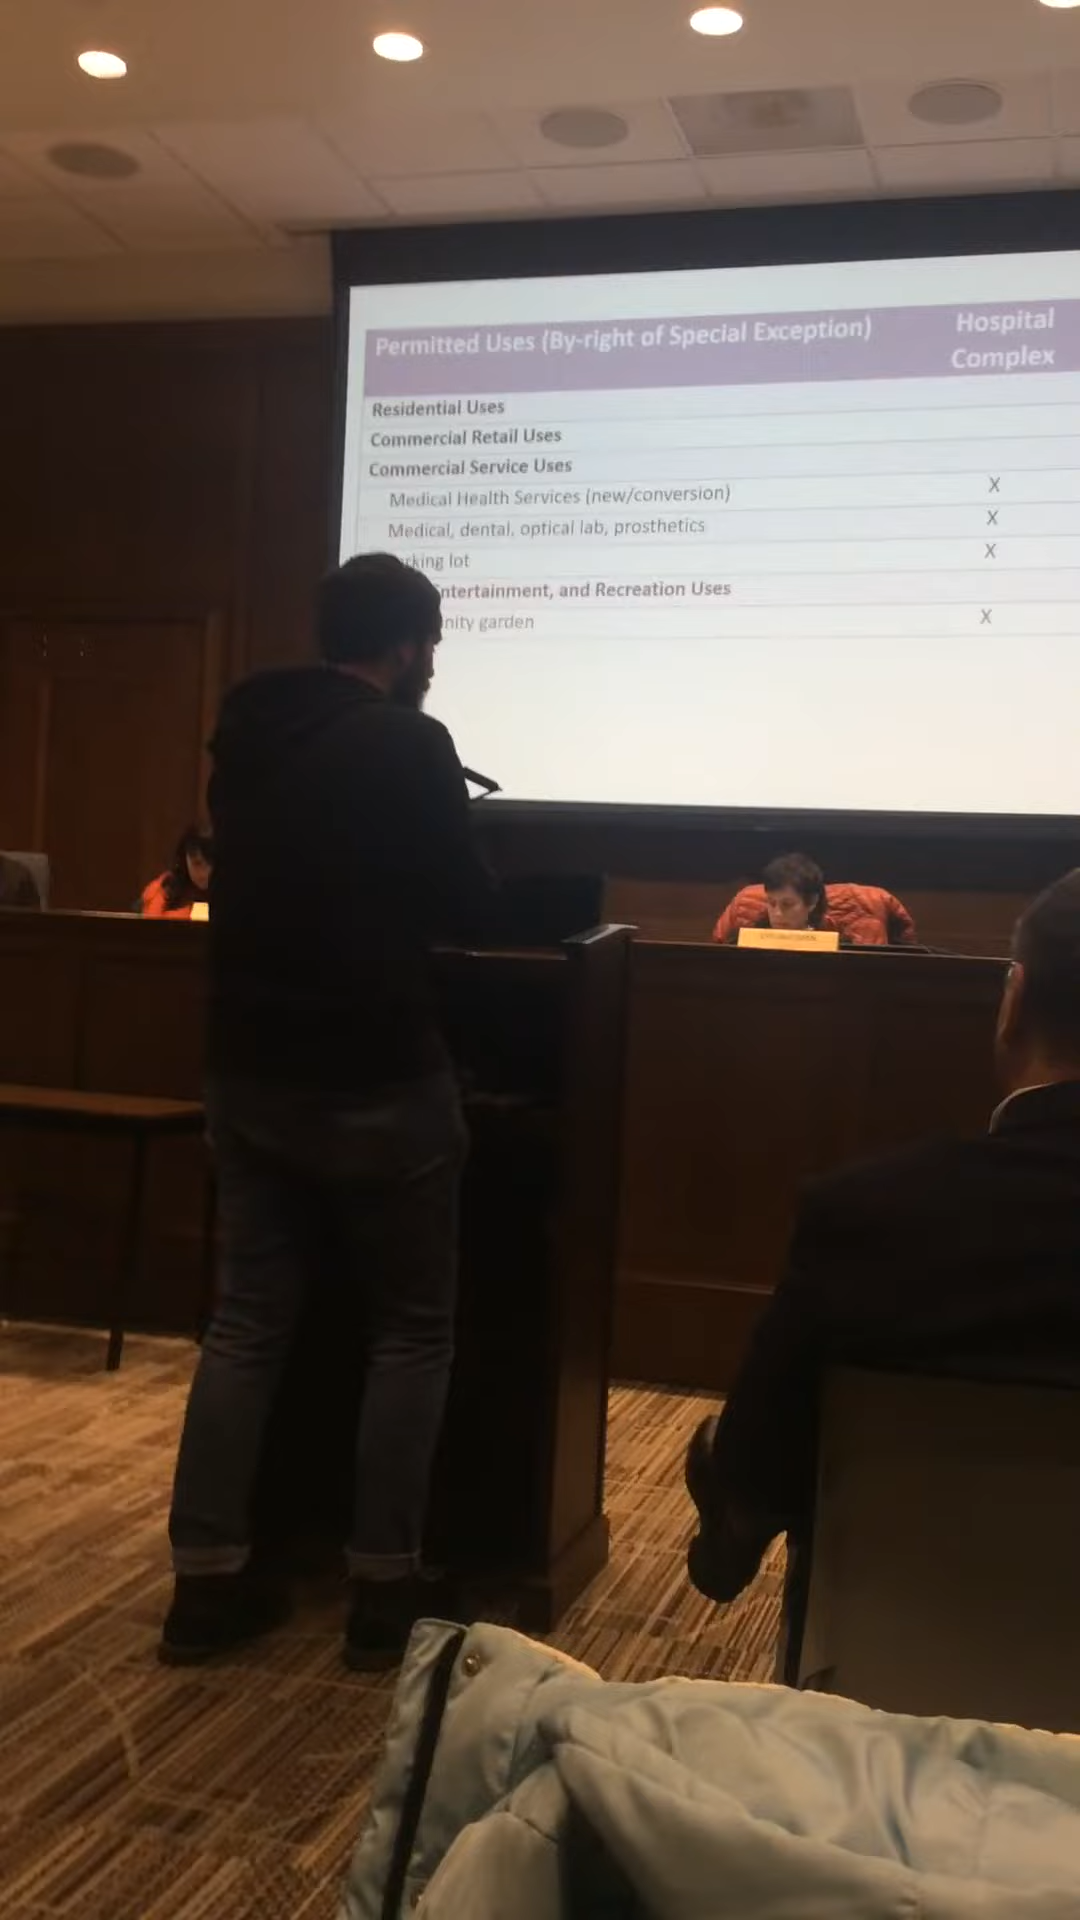 Permitted Uses (By-right of Special Exception) Hospital Complex
Residential Uses
Commercial Retail Uses
Commercial Service Uses
Medical Health Services (new/conversion) X
Medical, dental, optical lab, prosthetics X
rking lot X
ntertainment, and Recreation Uses
nity garden X